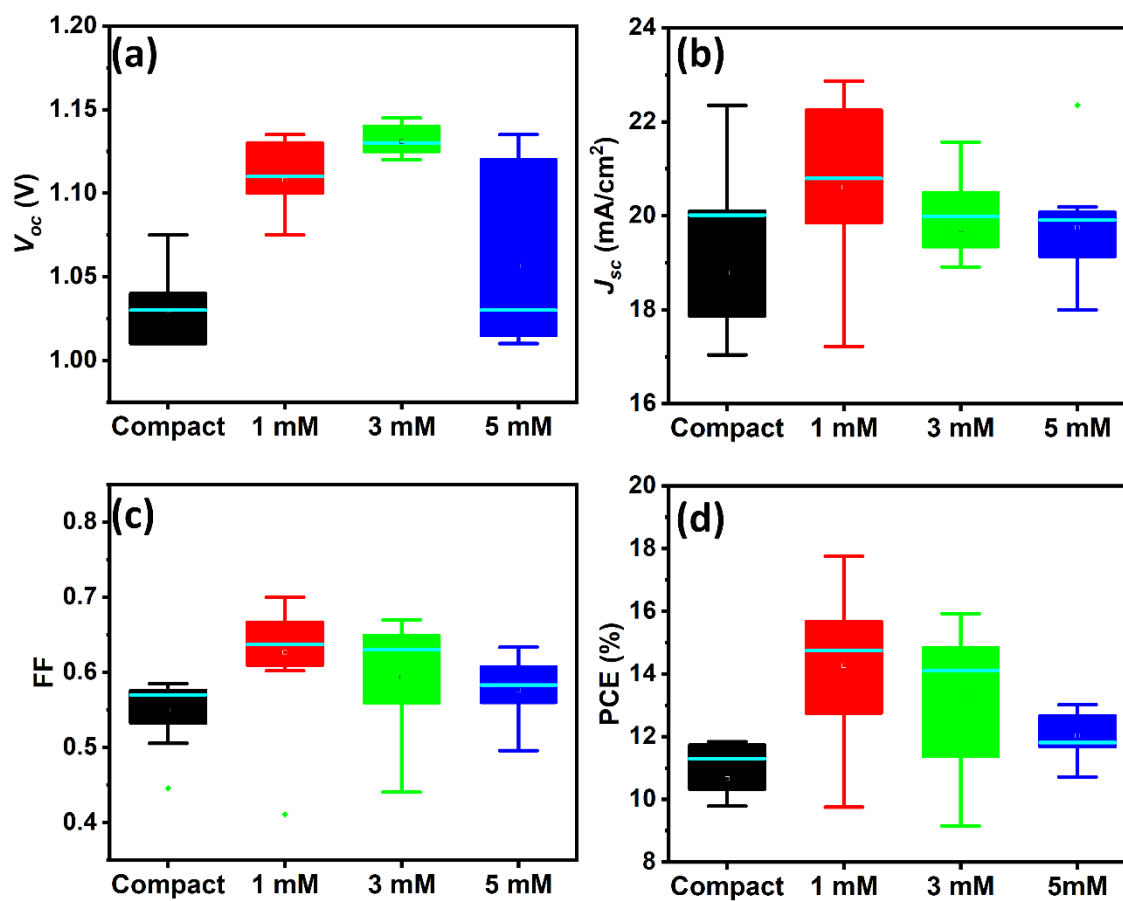 (a)
1.20
1.15
1.10
1.05
1.00
V_oc (V)
Compact 1 mM 3 mM 5 mM
(b)
24
22
20
18
16
J_sc (mA/cm²)
Compact 1 mM 3 mM 5 mM
(c)
0.8
0.7
0.6
0.5
0.4
FF
Compact 1 mM 3 mM 5 mM
(d)
20
18
16
14
12
10
8
PCE (%)
Compact 1 mM 3 mM 5mM